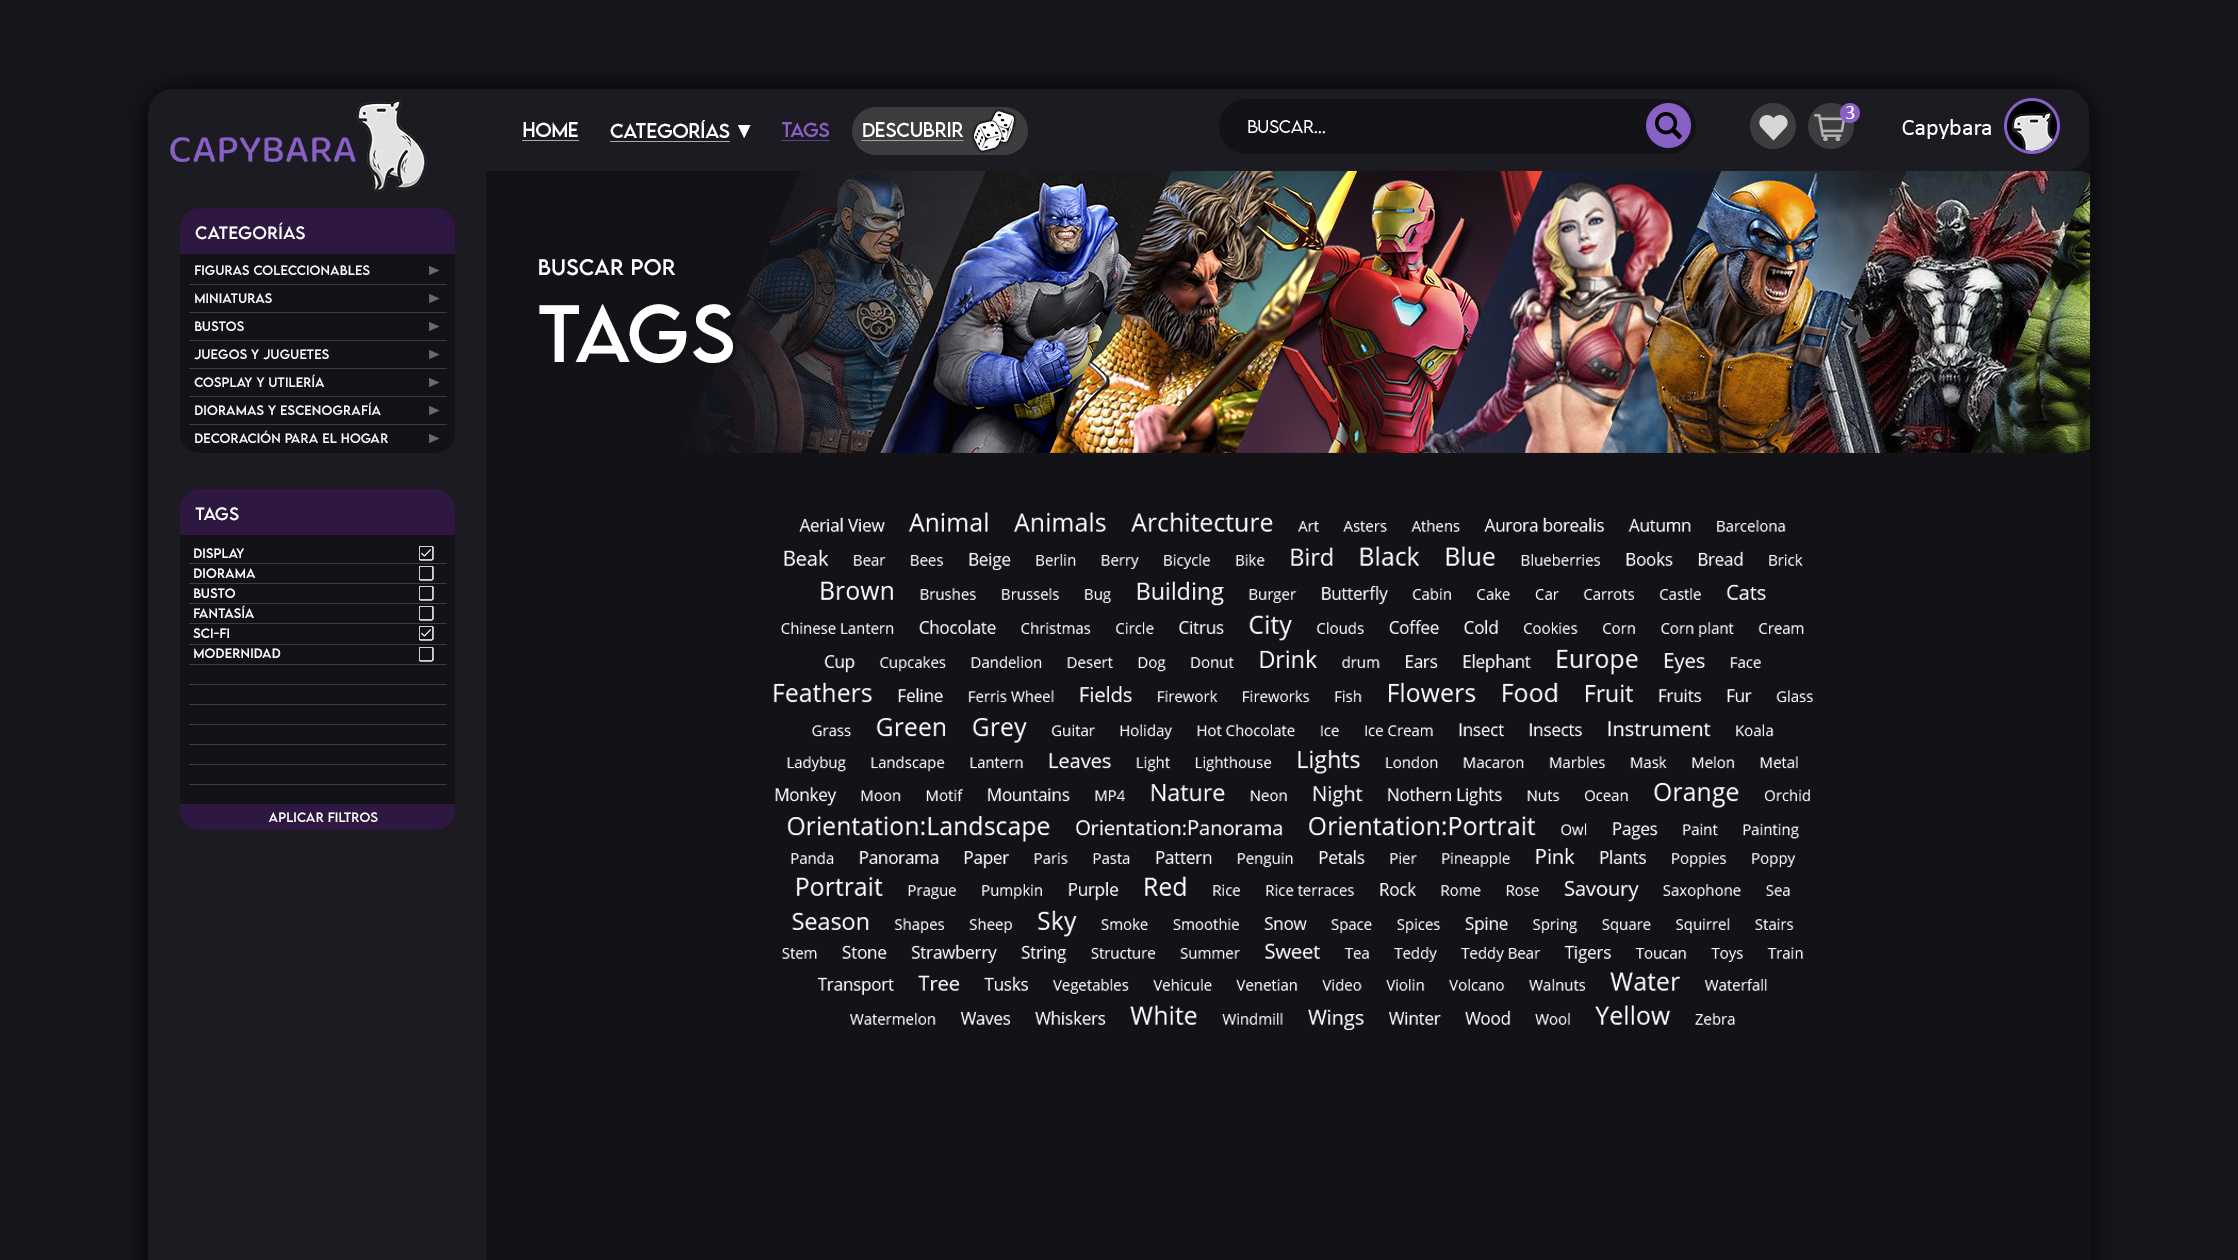 CAPYBARA
HOME CATEGORÍAS ▼ TAGS DESCUBRIR
BUSCAR...
3
Capybara
CATEGORÍAS
FIGURAS COLECCIONABLES
MINIATURAS
BUSTOS
JUEGOS Y JUGUETES
COSPLAY Y UTILERÍA
DIORAMAS Y ESCENOGRAFÍA
DECORACIÓN PARA EL HOGAR
TAGS
DISPLAY
DIORAMA
BUSTO
FANTASÍA
SCI-FI
MODERNIDAD
APLICAR FILTROS
BUSCAR POR
TAGS
Aerial View Animal Animals Architecture Art Asters Athens Aurora borealis Autumn Barcelona
Beak Bear Bees Beige Berlin Berry Bicycle Bike Bird Black Blue Blueberries Books Bread Brick
Brown Brushes Brussels Bug Building Burger Butterfly Cabin Cake Car Carrots Castle Cats
Chinese Lantern Chocolate Christmas Circle Citrus City Clouds Coffee Cold Cookies Corn Corn plant Cream
Cup Cupcakes Dandelion Desert Dog Donut Drink drum Ears Elephant Europe Eyes Face
Feathers Feline Ferris Wheel Fields Firework Fireworks Fish Flowers Food Fruit Fruits Fur Glass
Grass Green Grey Guitar Holiday Hot Chocolate Ice Ice Cream Insect Insects Instrument Koala
Ladybug Landscape Lantern Leaves Light Lighthouse Lights London Macaron Marbles Mask Melon Metal
Monkey Moon Motif Mountains MP4 Nature Neon Night Nothern Lights Nuts Ocean Orange Orchid
Orientation:Landscape Orientation:Panorama Orientation:Portrait Owl Pages Paint Painting
Panda Panorama Paper Paris Pasta Pattern Penguin Petals Pier Pineapple Pink Plants Poppies Poppy
Portrait Prague Pumpkin Purple Red Rice Rice terraces Rock Rome Rose Savoury Saxophone Sea
Season Shapes Sheep Sky Smoke Smoothie Snow Space Spices Spine Spring Square Squirrel Stairs
Stem Stone Strawberry String Structure Summer Sweet Tea Teddy Teddy Bear Tigers Toucan Toys Train
Transport Tree Tusks Vegetables Vehicule Venetian Video Violin Volcano Walnuts Water Waterfall
Watermelon Waves Whiskers White Windmill Wings Winter Wood Wool Yellow Zebra